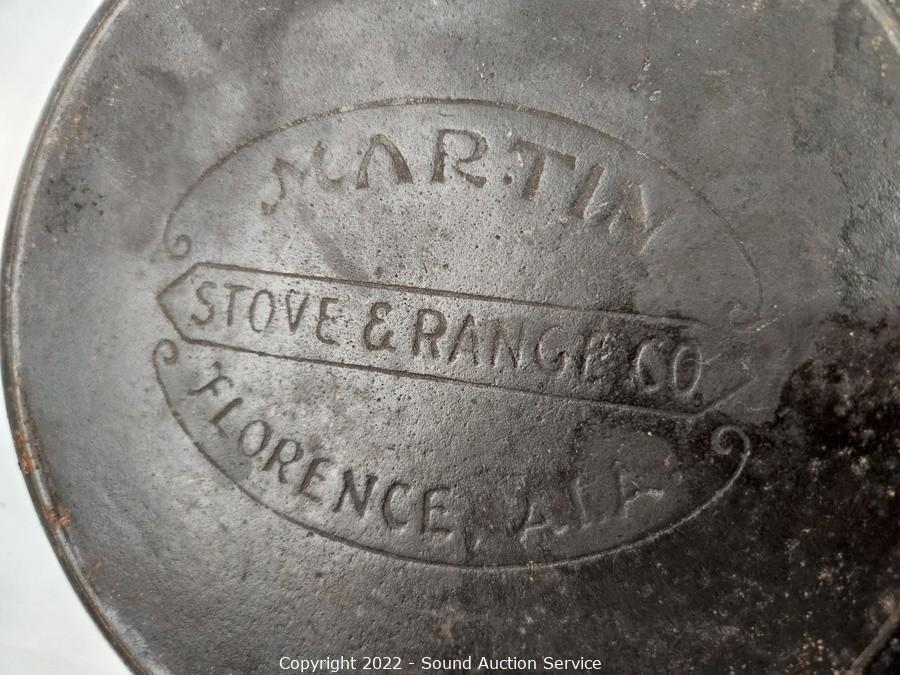 MARTIN
STOVE & RANGE CO.
FLORENCE, ALA
Copyright 2022 - Sound Auction Service